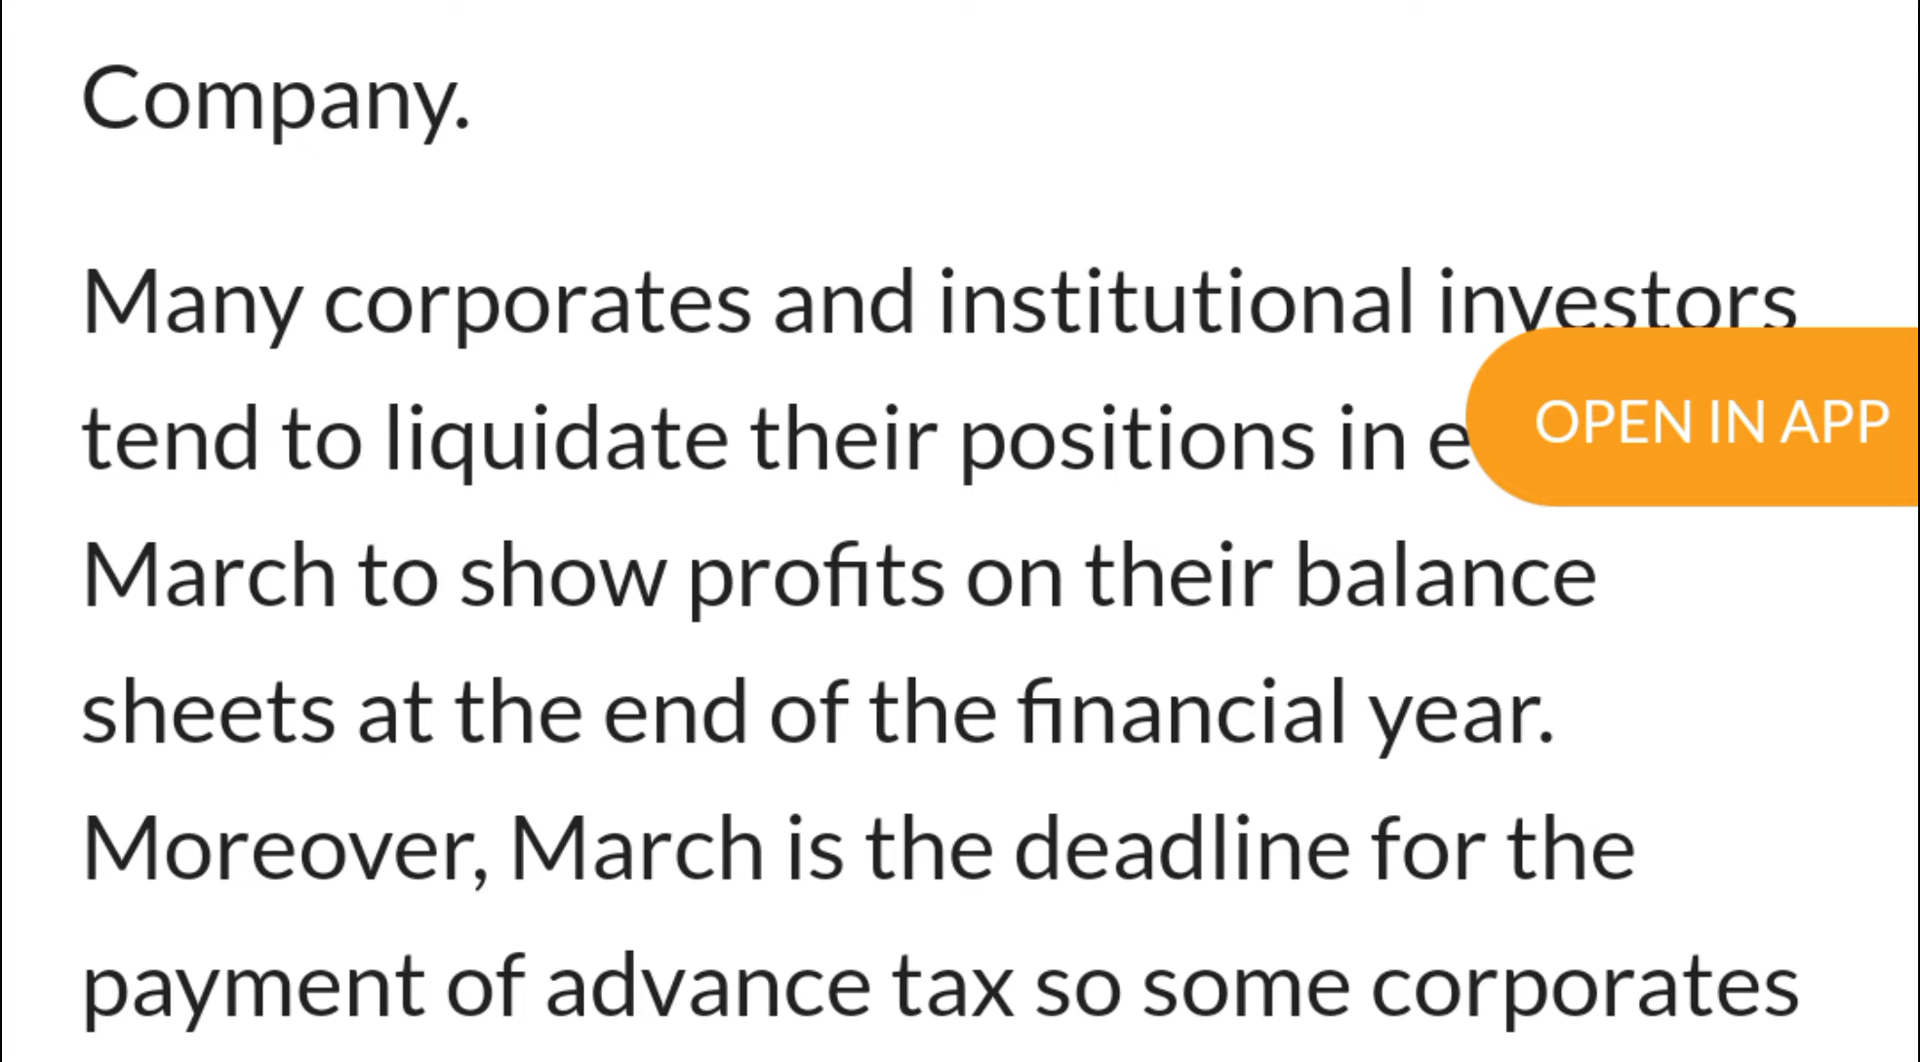 Company.
Many corporates and institutional investors
tend to liquidate their positions in
OPEN IN APP
March to show profits on their balance
sheets at the end of the financial year.
Moreover, March is the deadline for the
payment of advance tax so some corporates